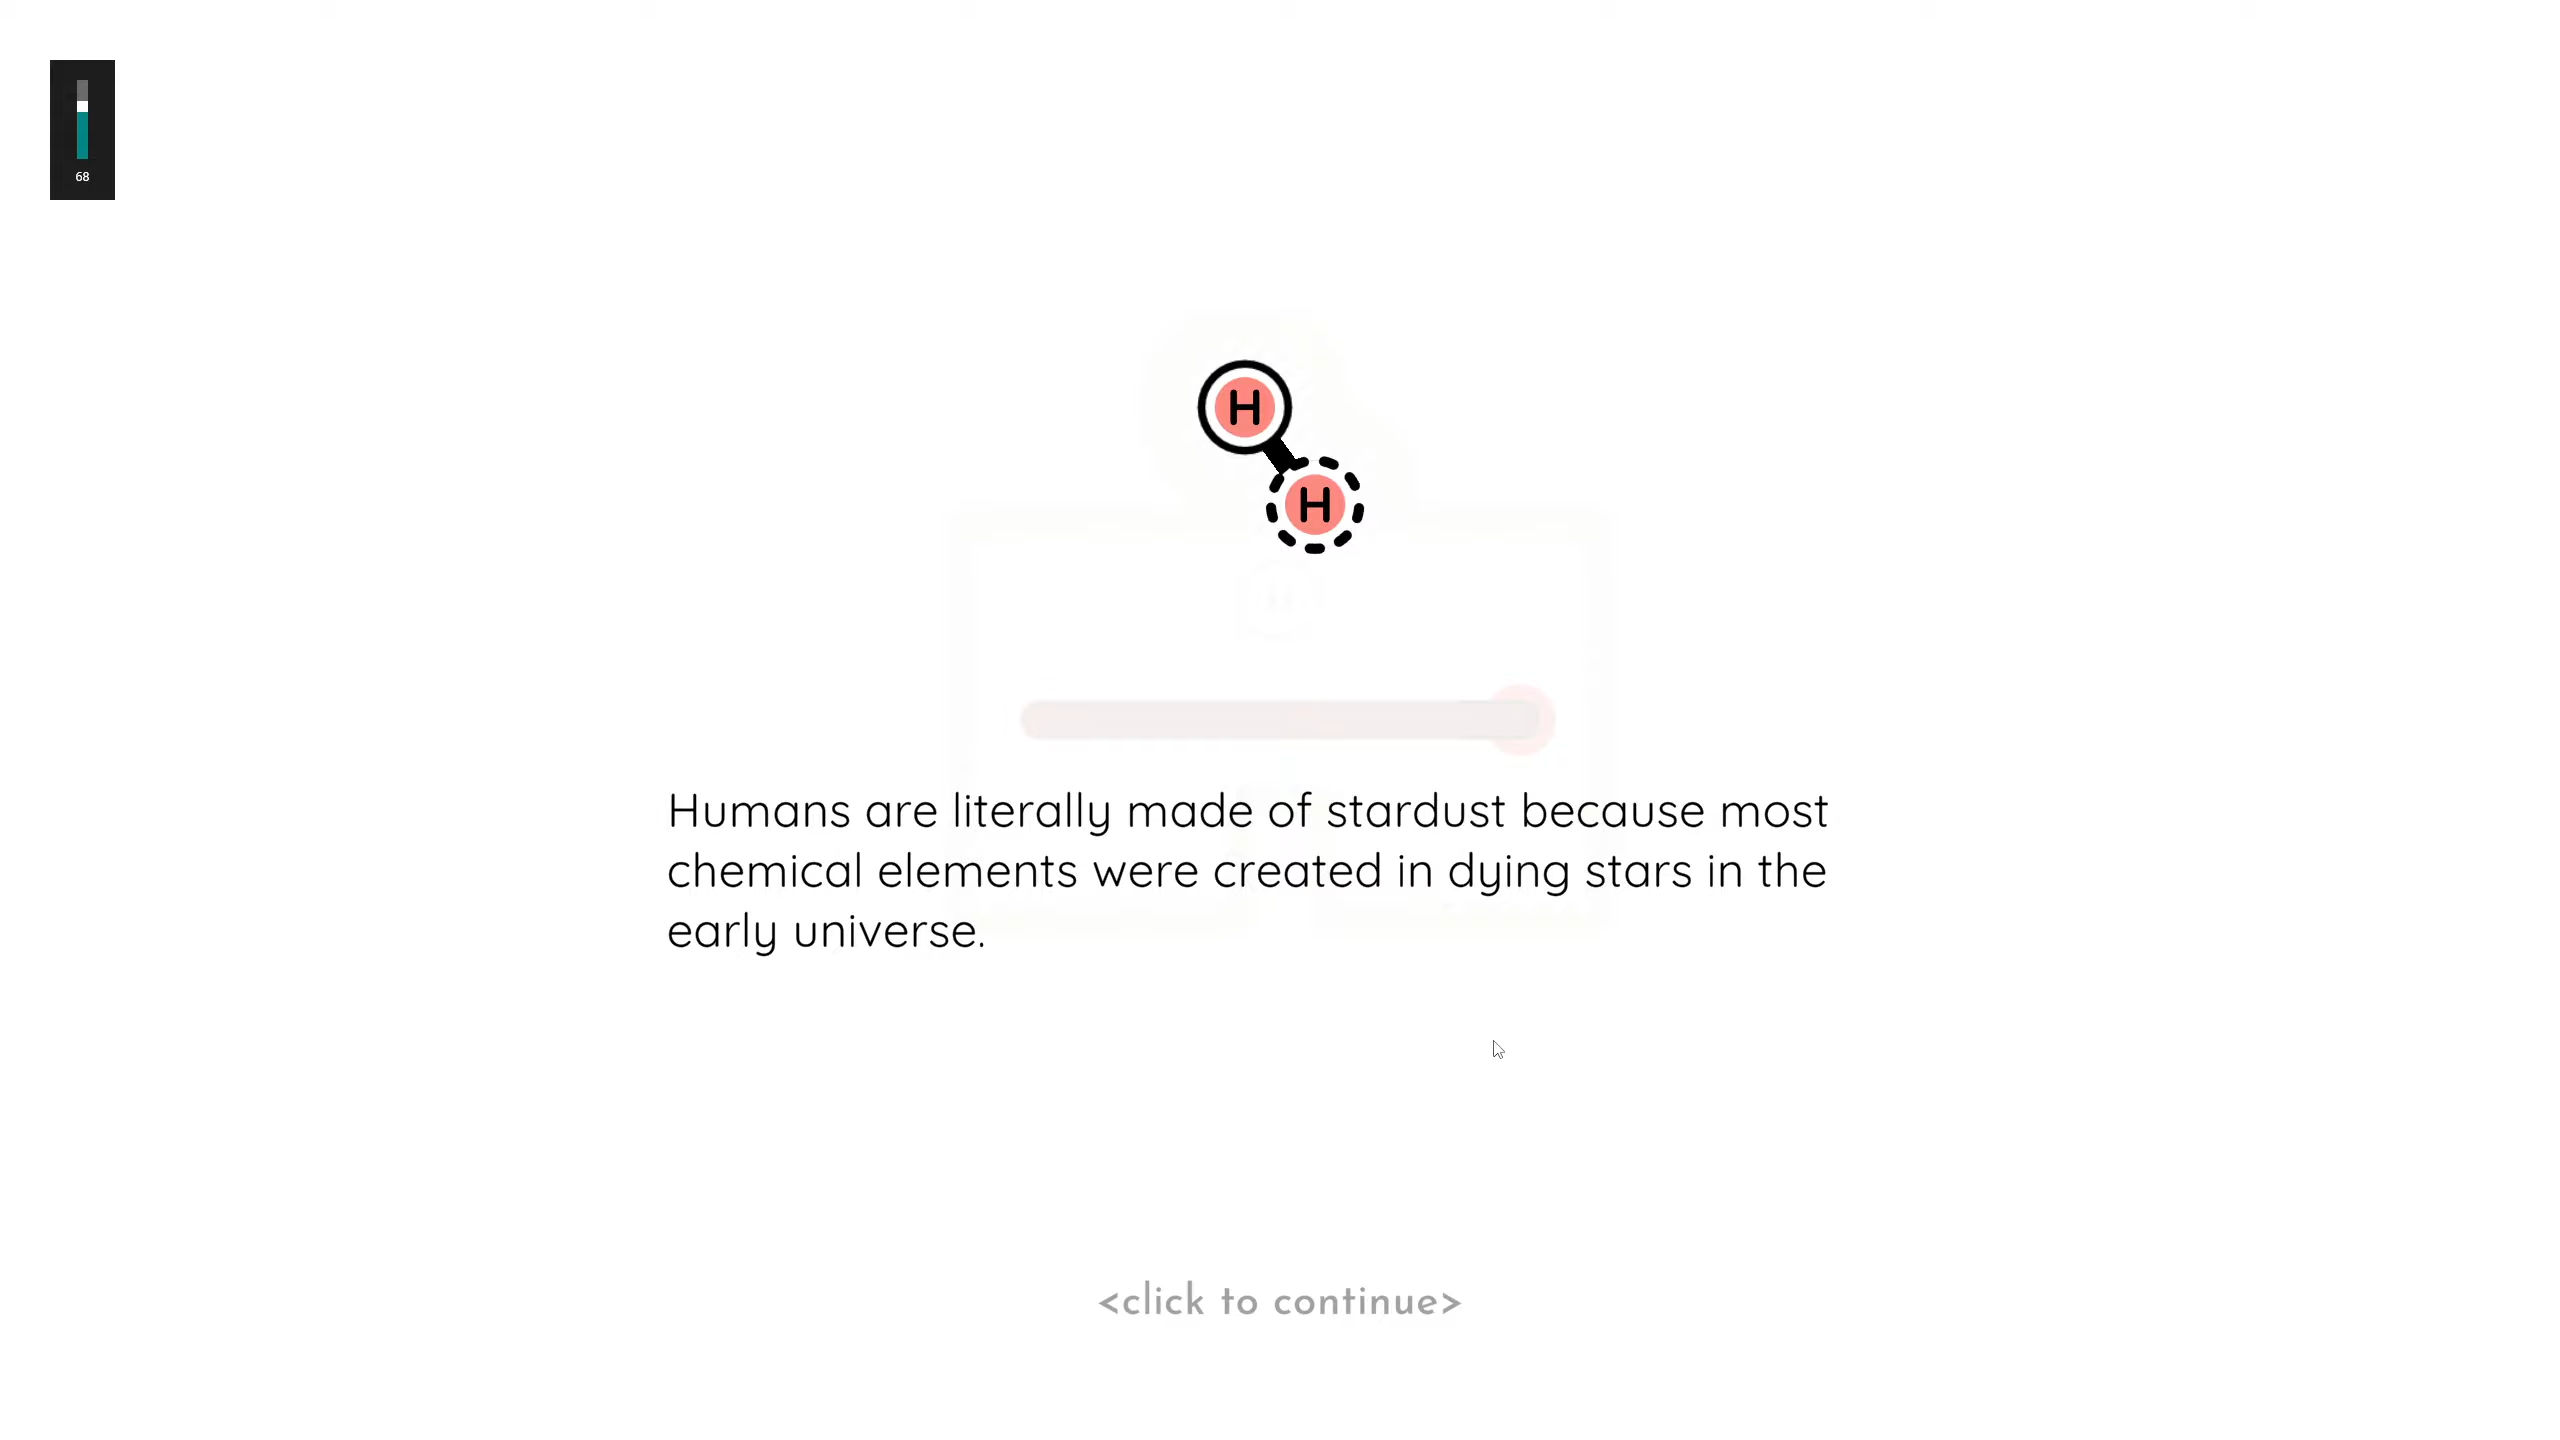 68
H
H
Humans are literally made of stardust because most
chemical elements were created in dying stars in the
early universe.
<click to continue>